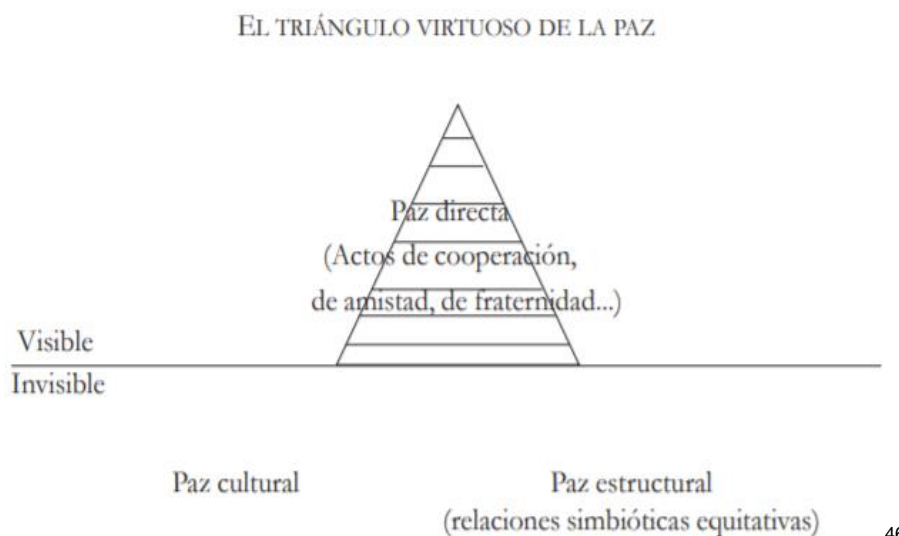 EL TRIÁNGULO VIRTUOSO DE LA PAZ
Paz directa
(Actos de cooperación,
de amistad, de fraternidad...)
Visible
Invisible
Paz cultural
Paz estructural
(relaciones simbióticas equitativas)
46